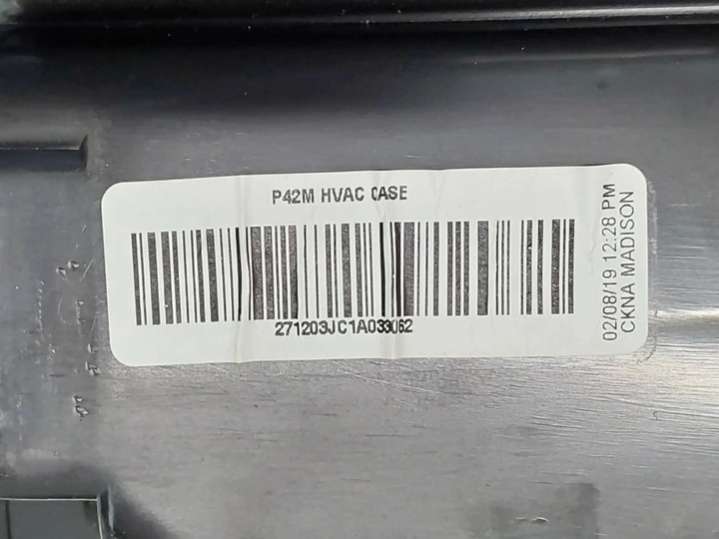 P42M HVAC CASE
271203JC1A033062
02/08/19 12:28 PM
CKNA MADISON